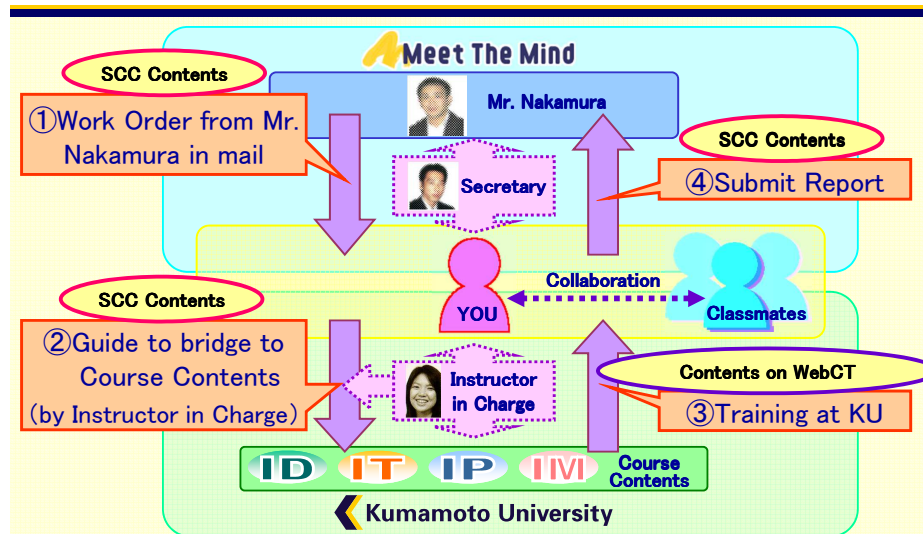 Meet The Mind
SCC Contents
Mr. Nakamura
①Work Order from Mr.
Nakamura in mail
SCC Contents
Secretary
④Submit Report
Collaboration
SCC Contents
YOU
Classmates
②Guide to bridge to
Course Contents
(by Instructor in Charge)
Instructor
in Charge
Contents on WebCT
③Training at KU
ID IT IP IM
Course
Contents
Kumamoto University